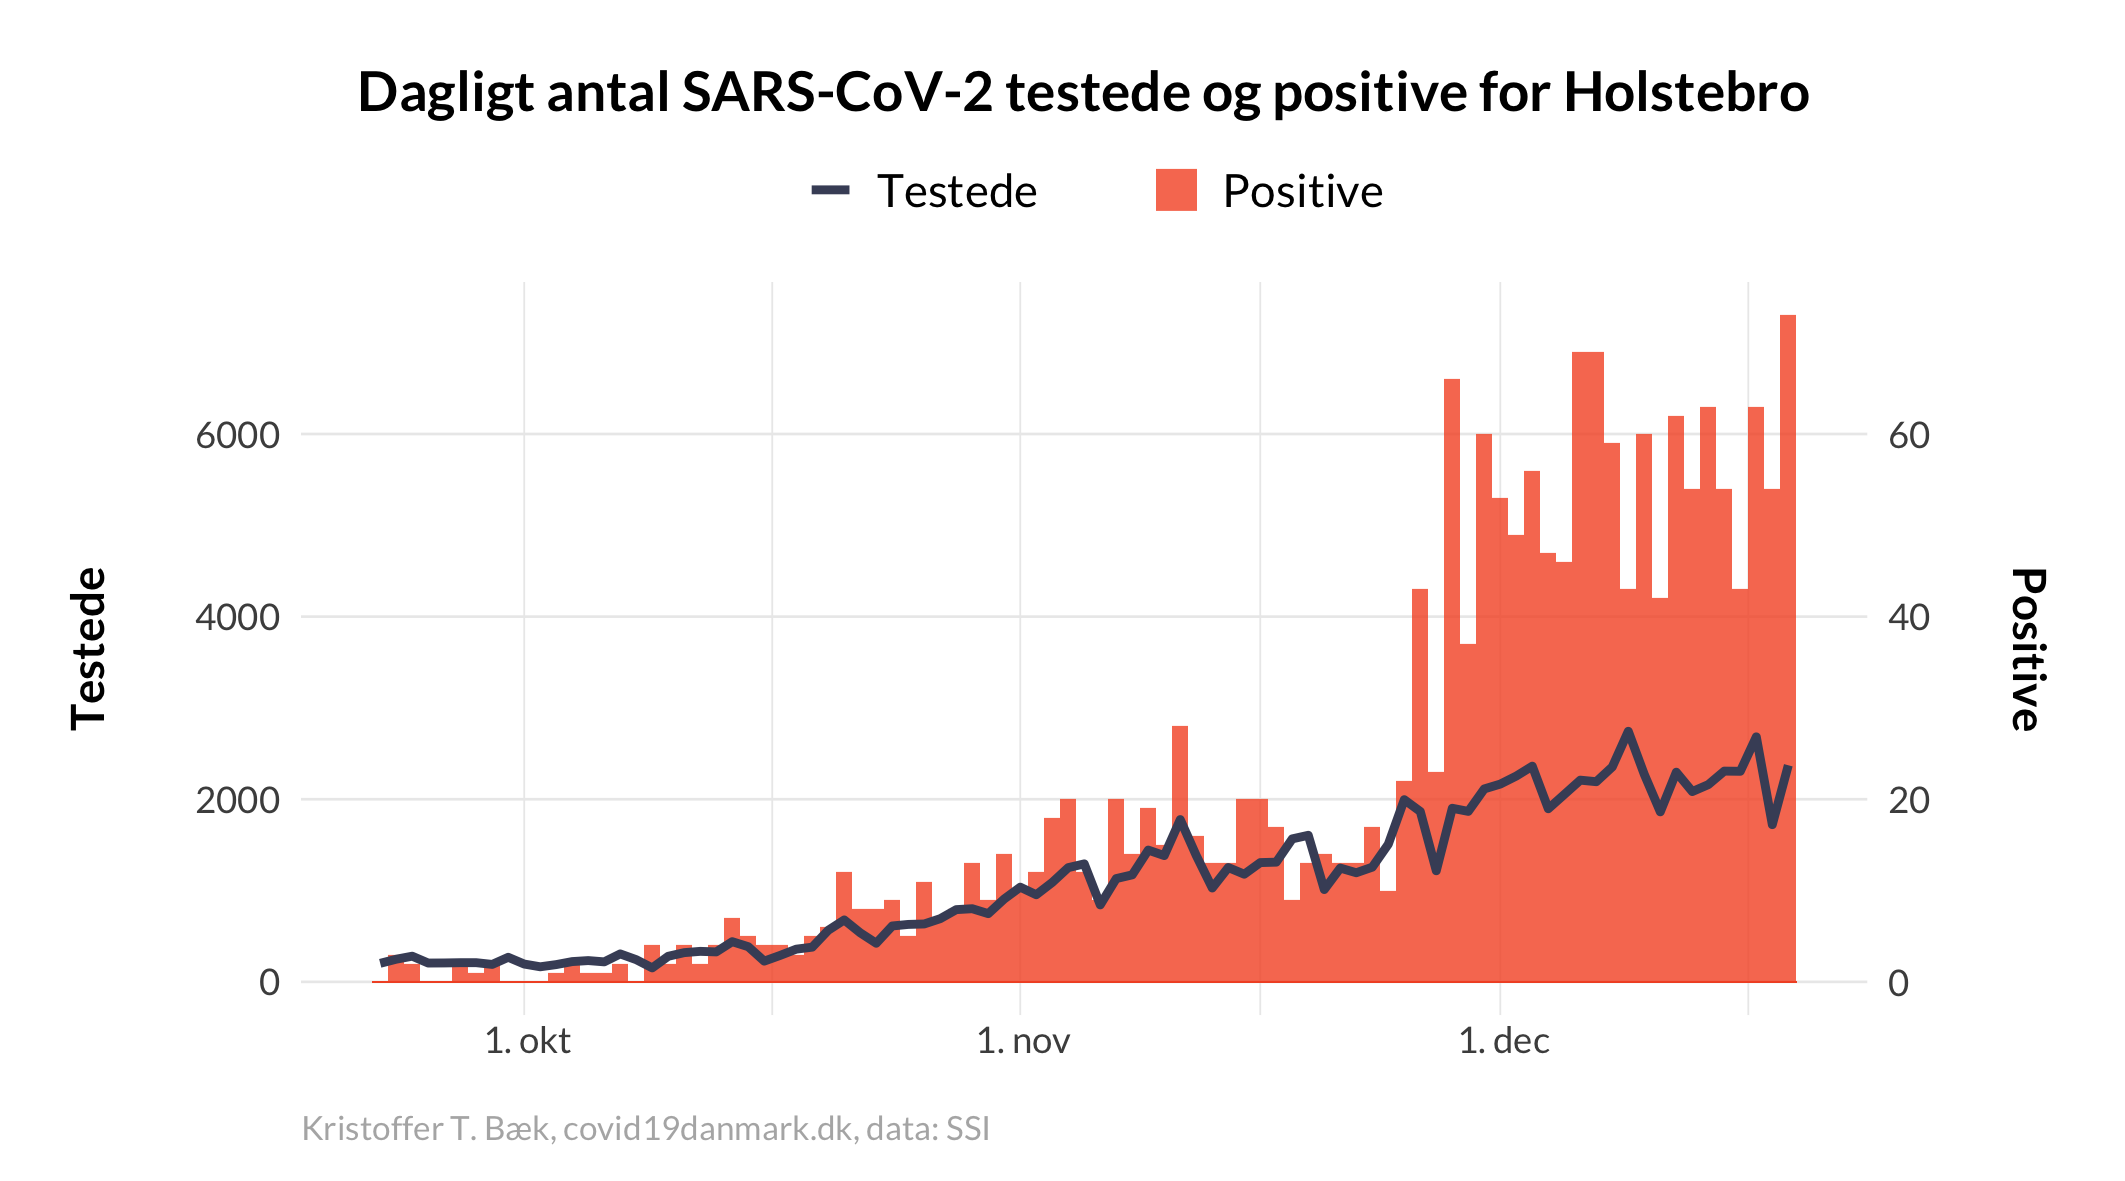 Dagligt antal SARS-CoV-2 testede og positive for Holstebro
Testede Positive
6000 60
4000 40
2000 20
0 0
Testede
Positive
1. okt 1. nov 1. dec
Kristoffer T. Bæk, covid19danmark.dk, data: SSI